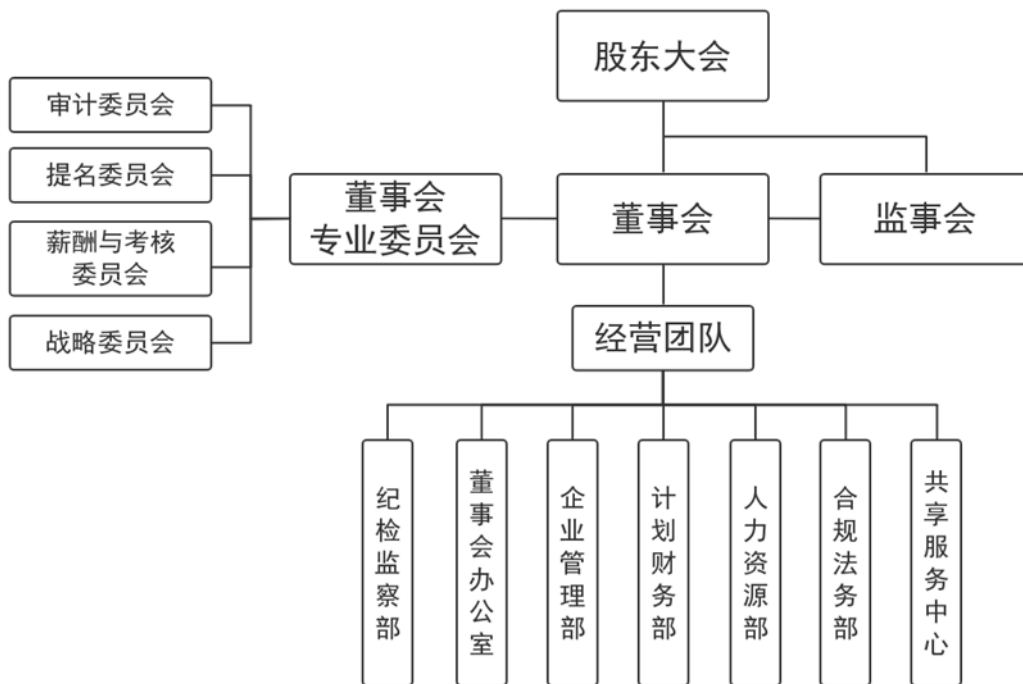 股东大会
审计委员会
提名委员会
薪酬与考核
委员会
战略委员会
董事会
专业委员会
董事会
监事会
经营团队
纪检监察部
董事会办公室
企业管理部
计划财务部
人力资源部
合规法务部
共享服务中心